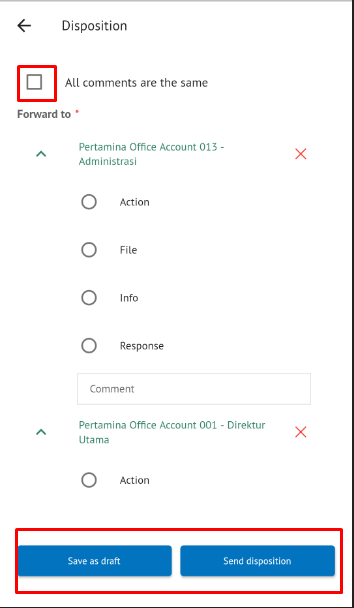 Disposition
All comments are the same
Forward to *
Pertamina Office Account 013 -
Administrasi
Action
File
Info
Response
Comment
Pertamina Office Account 001 - Direktur
Utama
Action
Save as draft
Send disposition